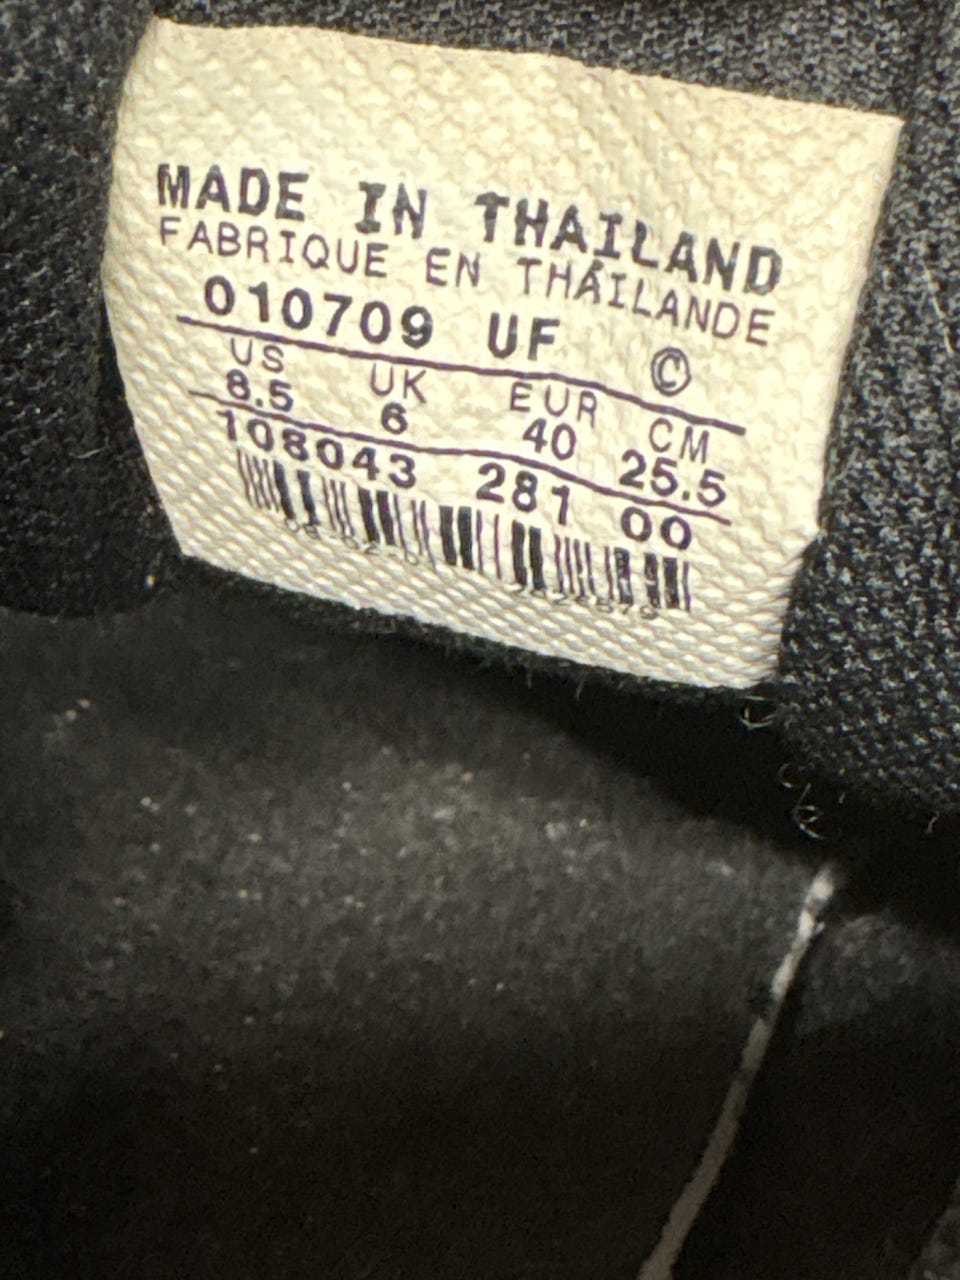 MADE IN THAILAND
FABRIQUE EN THAÏLANDE
010709 UF ©
US UK EUR CM
8.5 6 40 25.5
108043 281 00